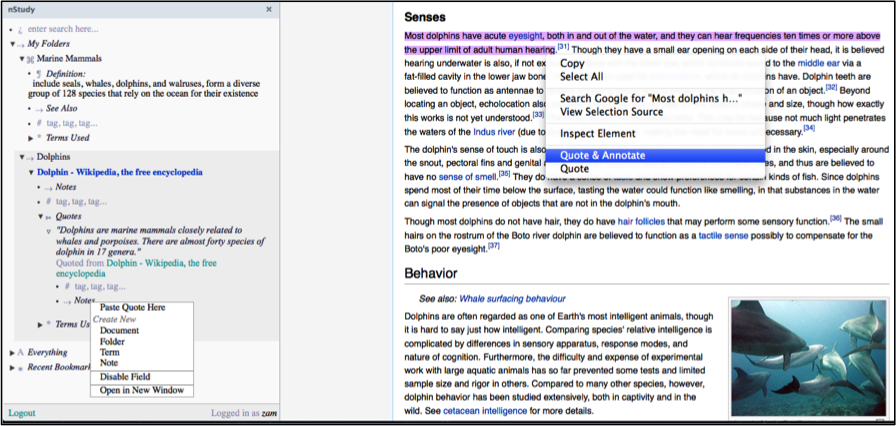 nStudy
×
enter search here...
My Folders
Marine Mammals
Definition:
include seals, whales, dolphins, and walruses, form a diverse
group of 128 species that rely on the ocean for their existence
See Also
# tag, tag, tag...
* Terms Used
Dolphins
Dolphin - Wikipedia, the free encyclopedia
Notes
# tag, tag, tag...
Quotes
"Dolphins are marine mammals closely related to
whales and porpoises. There are almost forty species of
dolphin in 17 genera."
Quoted from Dolphin - Wikipedia, the free
encyclopedia
# tag, tag, tag...
Notes
* Terms Us
Paste Quote Here
Create New
Document
Folder
Term
Note
Disable Field
Open in New Window
A Everything
Recent Bookmar
Logout
Logged in as zam
Senses
Most dolphins have acute eyesight, both in and out of the water, and they can hear frequencies ten times or more above
the upper limit of adult human hearing.[31] Though they have a small ear opening on each side of their head, it is believed
hearing underwater is also, if not ex d to the middle ear via a
fat-filled cavity in the lower jaw bone ns have. Dolphin teeth are
believed to function as antennae to on of an object.[32] Beyond
locating an object, echolocation also and size, though how exactly
this works is not yet understood.[33] cause not much light penetrates
the waters of the Indus river (due to ecessary.[34]
Copy
Select All
Search Google for "Most dolphins h..."
View Selection Source
Inspect Element
Quote & Annotate
Quote
The dolphin's sense of touch is also d in the skin, especially around
the snout, pectoral fins and genital es, and thus are believed to
have no sense of smell.[35] They do kinds of fish. Since dolphins
spend most of their time below the surface, tasting the water could function like smelling, in that substances in the water
can signal the presence of objects that are not in the dolphin's mouth.
Though most dolphins do not have hair, they do have hair follicles that may perform some sensory function.[36] The small
hairs on the rostrum of the Boto river dolphin are believed to function as a tactile sense possibly to compensate for the
Boto's poor eyesight.[37]
Behavior
See also: Whale surfacing behaviour
Dolphins are often regarded as one of Earth's most intelligent animals, though
it is hard to say just how intelligent. Comparing species' relative intelligence is
complicated by differences in sensory apparatus, response modes, and
nature of cognition. Furthermore, the difficulty and expense of experimental
work with large aquatic animals has so far prevented some tests and limited
sample size and rigor in others. Compared to many other species, however,
dolphin behavior has been studied extensively, both in captivity and in the
wild. See cetacean intelligence for more details.